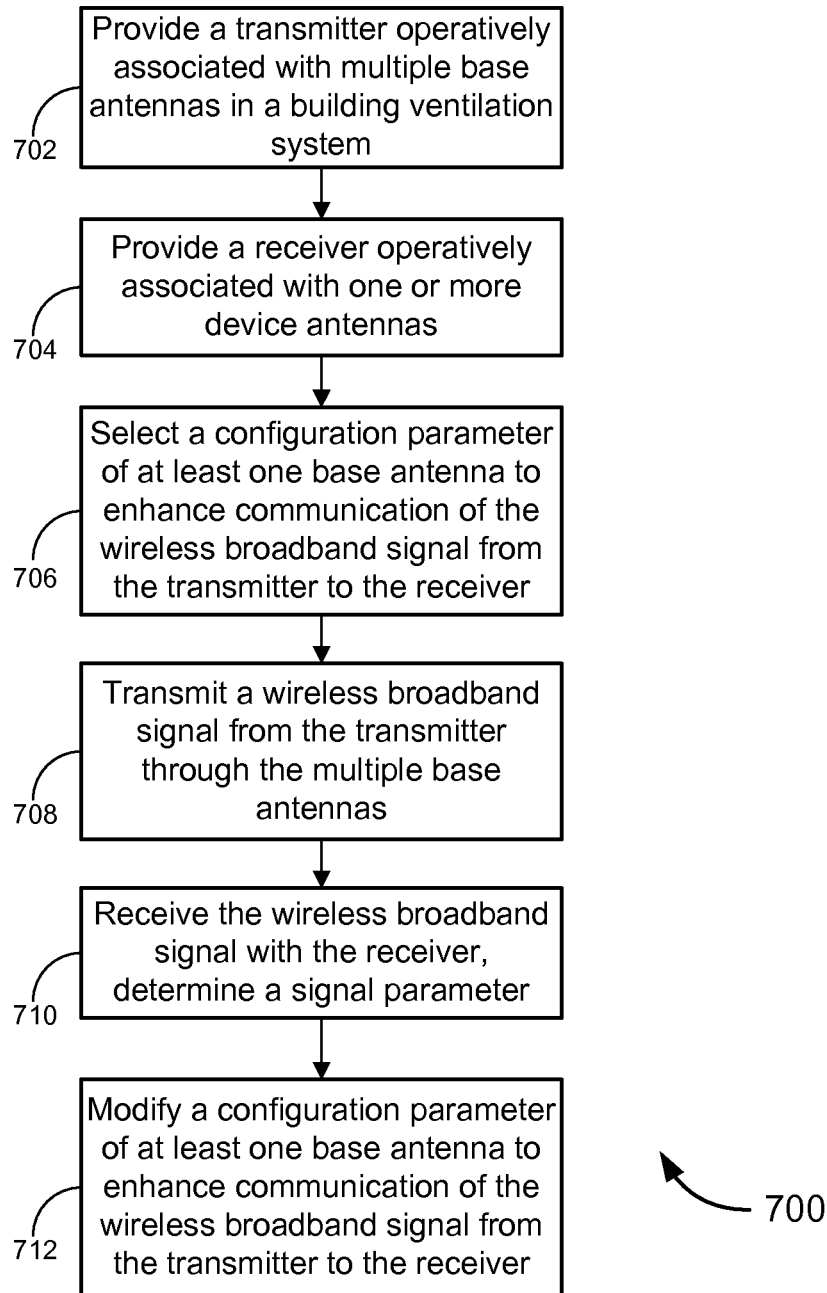 Provide a transmitter operatively
associated with multiple base
antennas in a building ventilation
system
702
Provide a receiver operatively
associated with one or more
device antennas
704
Select a configuration parameter
of at least one base antenna to
enhance communication of the
wireless broadband signal from
the transmitter to the receiver
706
Transmit a wireless broadband
signal from the transmitter
through the multiple base
antennas
708
Receive the wireless broadband
signal with the receiver,
determine a signal parameter
710
Modify a configuration parameter
of at least one base antenna to
enhance communication of the
wireless broadband signal from
the transmitter to the receiver
712
700